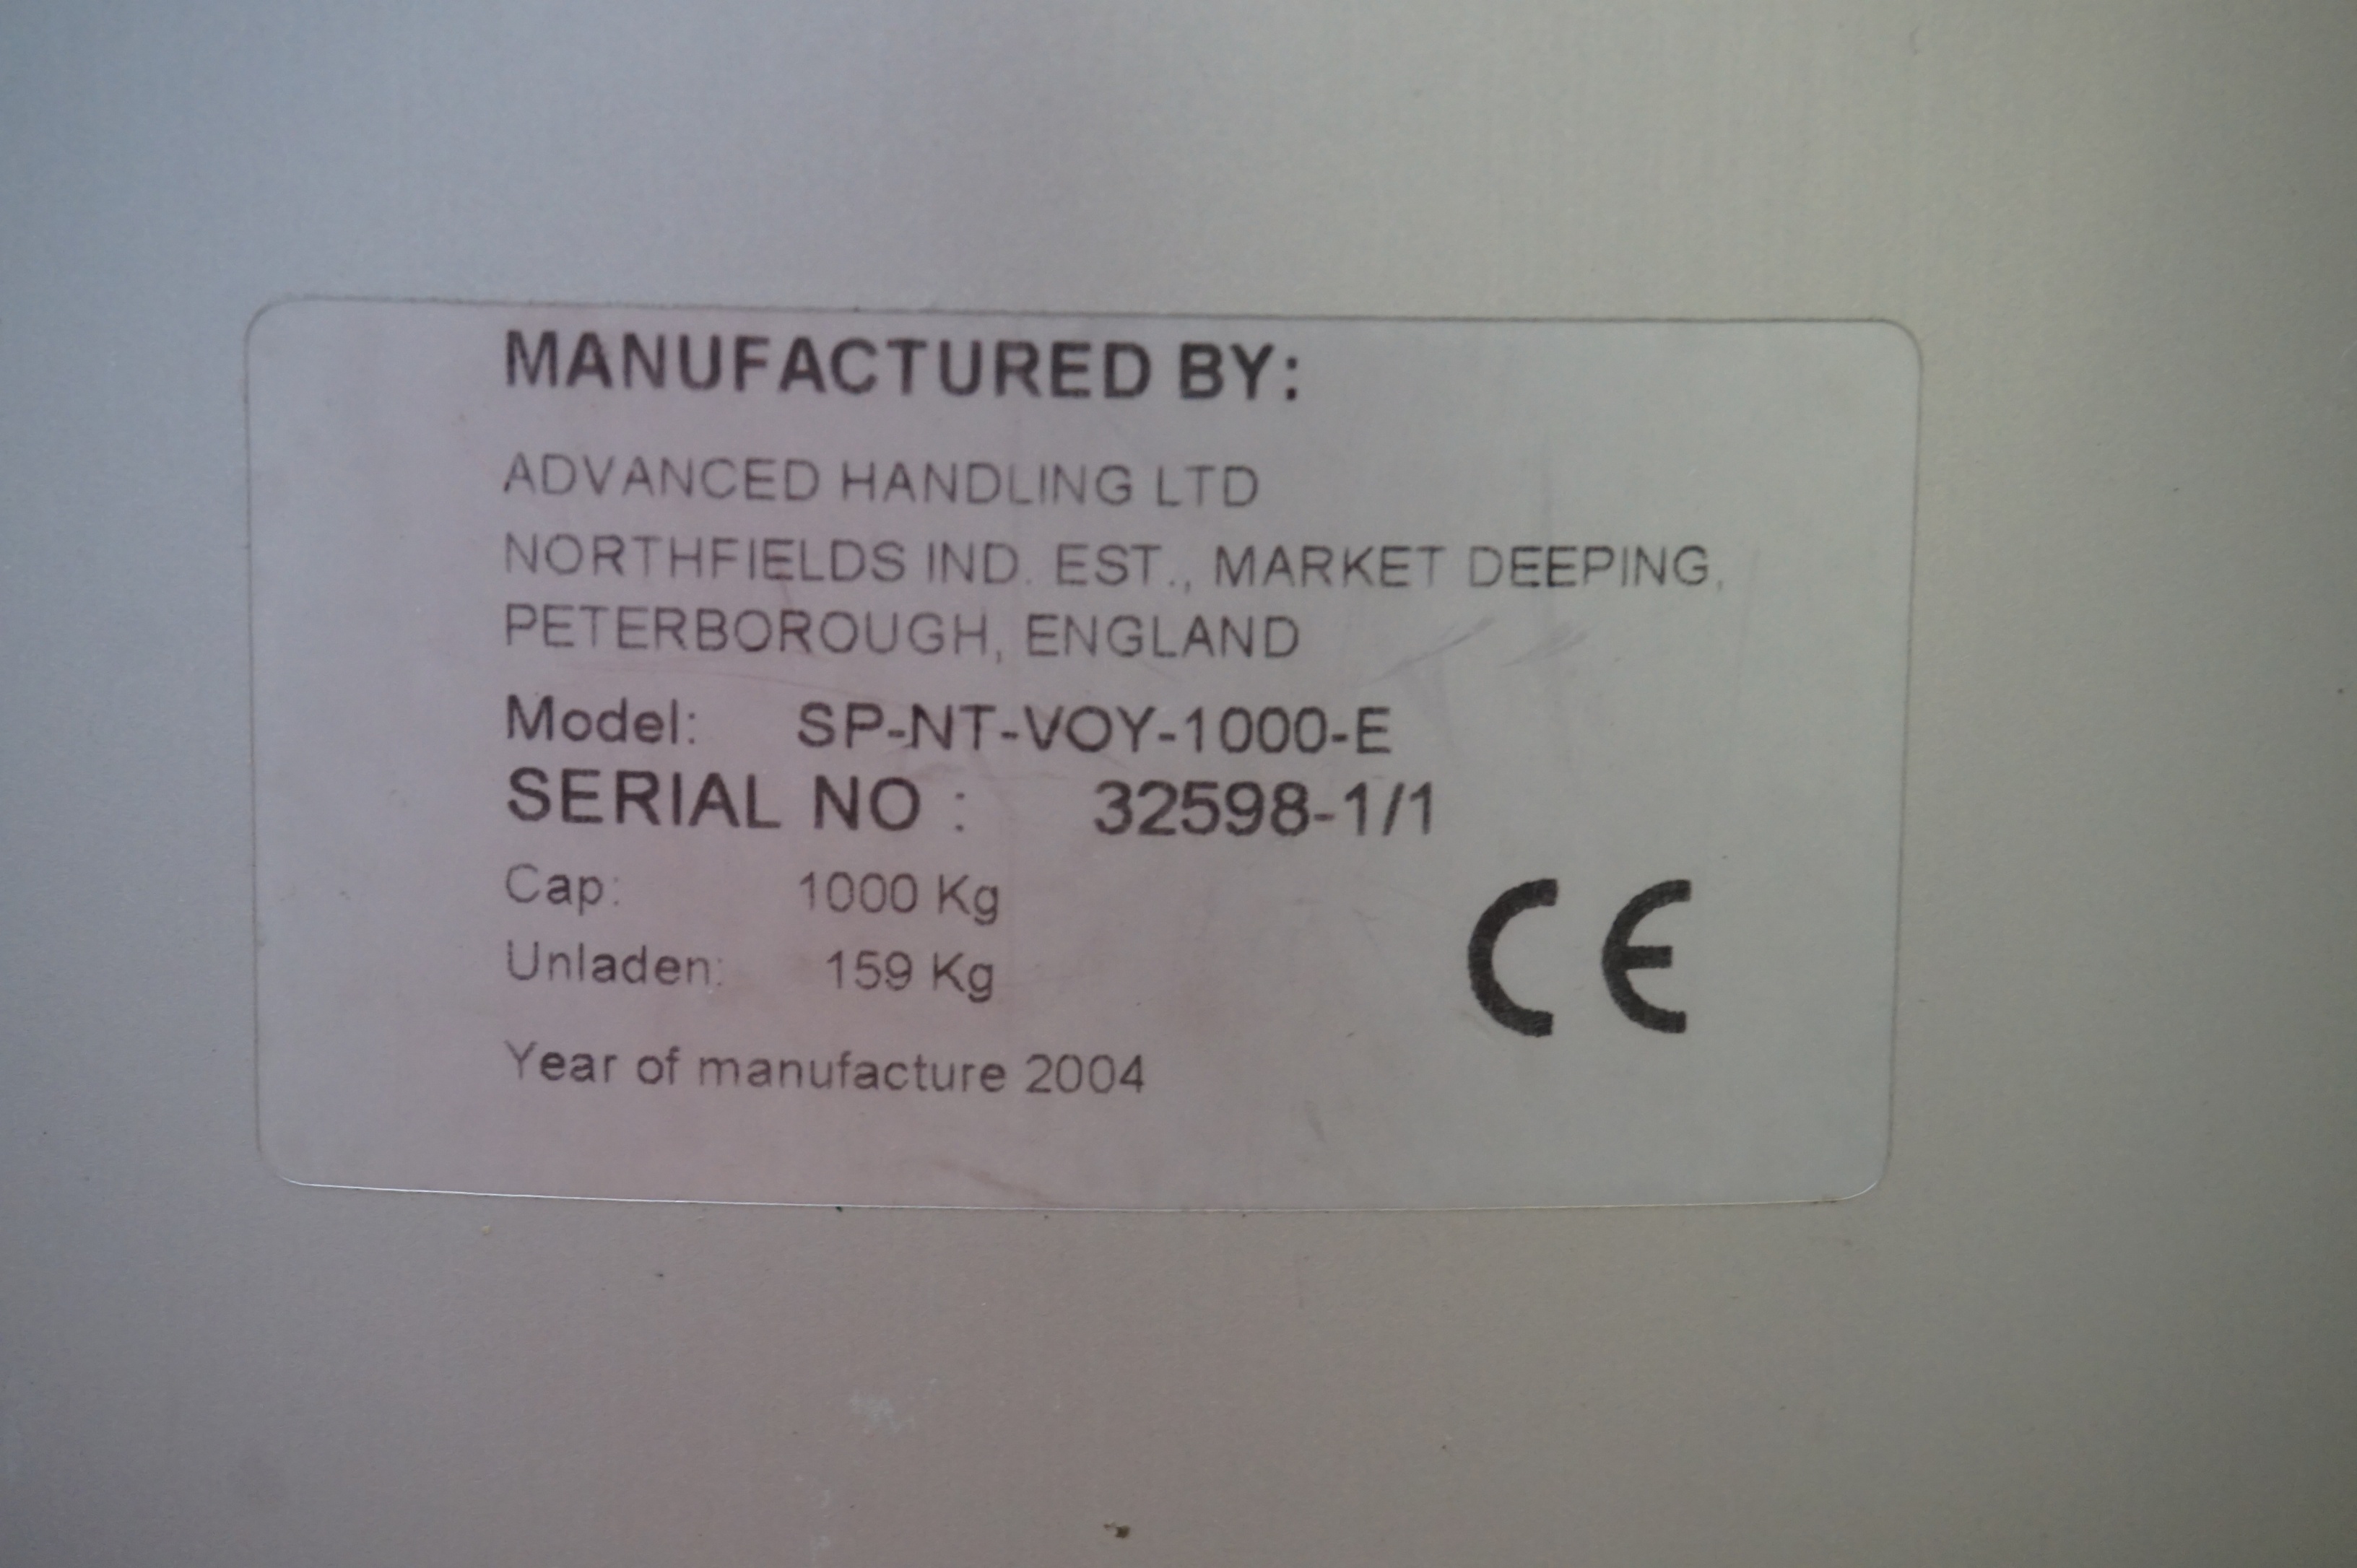 MANUFACTURED BY:
ADVANCED HANDLING LTD
NORTHFIELDS IND. EST., MARKET DEEPING,
PETERBOROUGH, ENGLAND
Model: SP-NT-VOY-1000-E
SERIAL NO : 32598-1/1
Cap: 1000 Kg
Unladen: 159 Kg
CE
Year of manufacture 2004